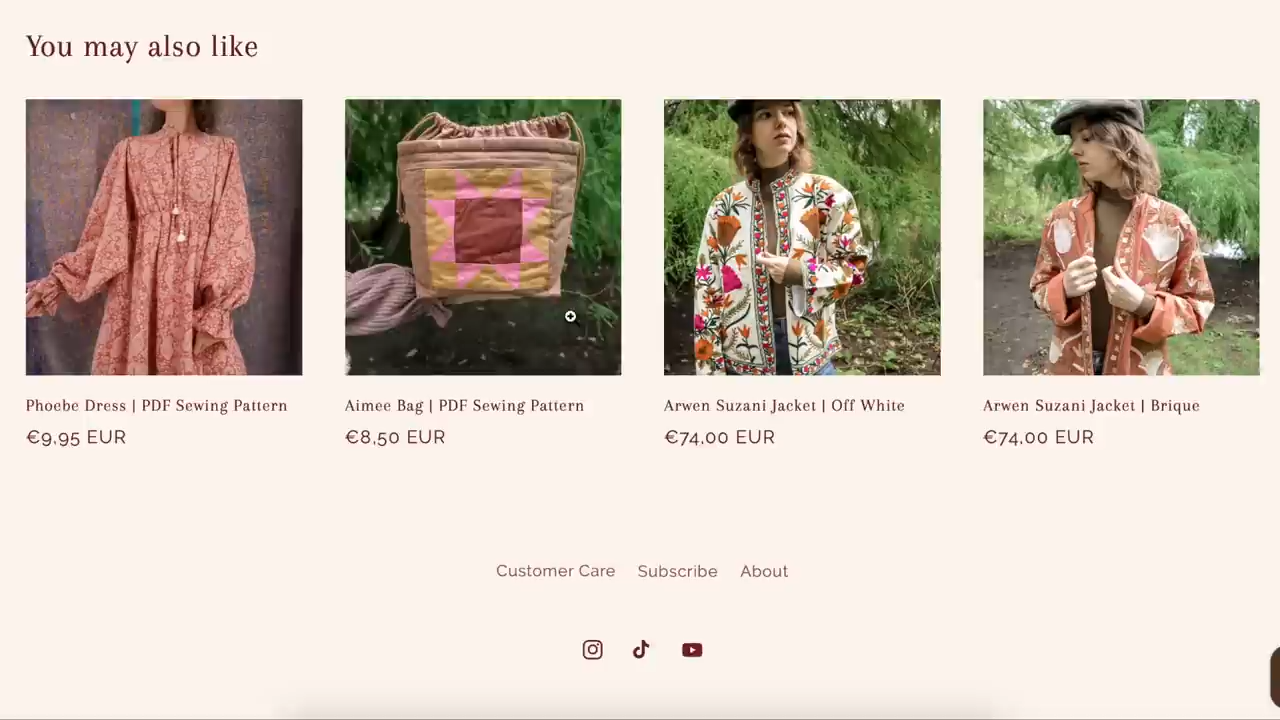 You may also like
Phoebe Dress | PDF Sewing Pattern
€9,95 EUR
Aimee Bag | PDF Sewing Pattern
€8,50 EUR
Arwen Suzani Jacket | Off White
€74,00 EUR
Arwen Suzani Jacket | Brique
€74,00 EUR
Customer Care Subscribe About